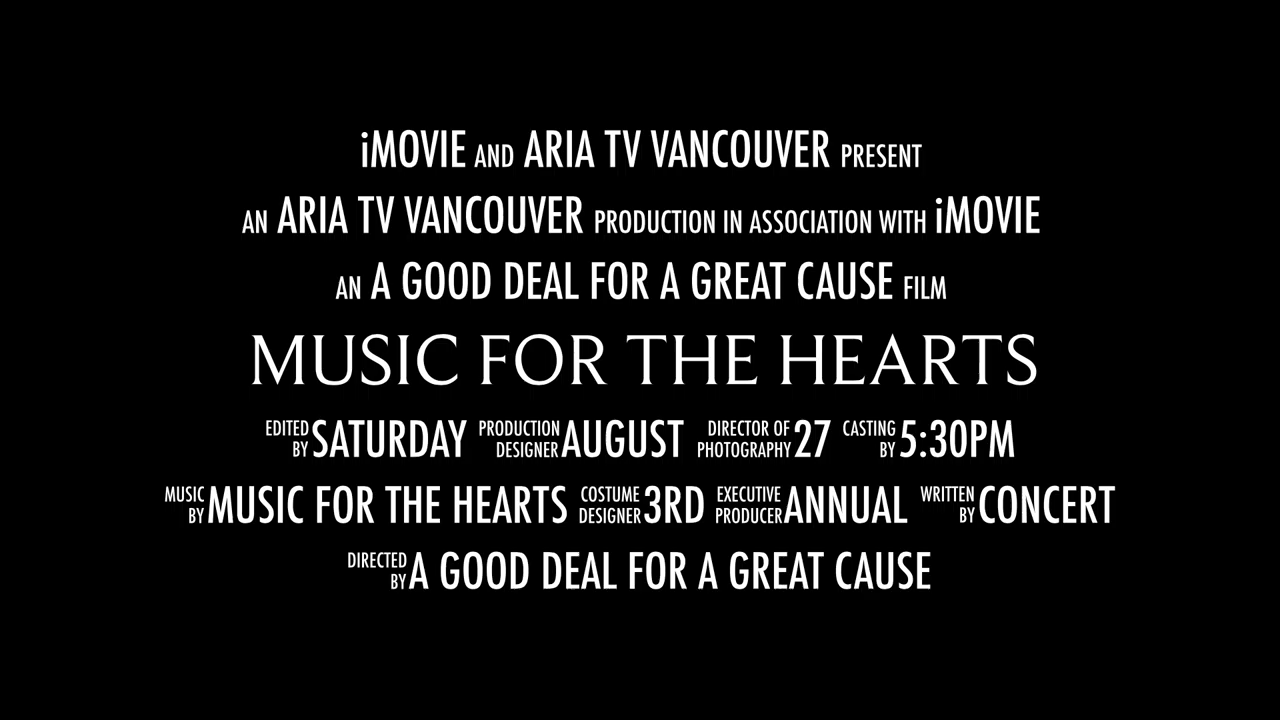 iMOVIE AND ARIA TV VANCOUVER PRESENT
AN ARIA TV VANCOUVER PRODUCTION IN ASSOCIATION WITH iMOVIE
AN A GOOD DEAL FOR A GREAT CAUSE FILM
MUSIC FOR THE HEARTS
EDITED BY SATURDAY PRODUCTION DESIGNER AUGUST DIRECTOR OF PHOTOGRAPHY 27 CASTING BY 5:30PM
MUSIC BY MUSIC FOR THE HEARTS COSTUME DESIGNER 3RD EXECUTIVE PRODUCER ANNUAL WRITTEN BY CONCERT
DIRECTED BY A GOOD DEAL FOR A GREAT CAUSE